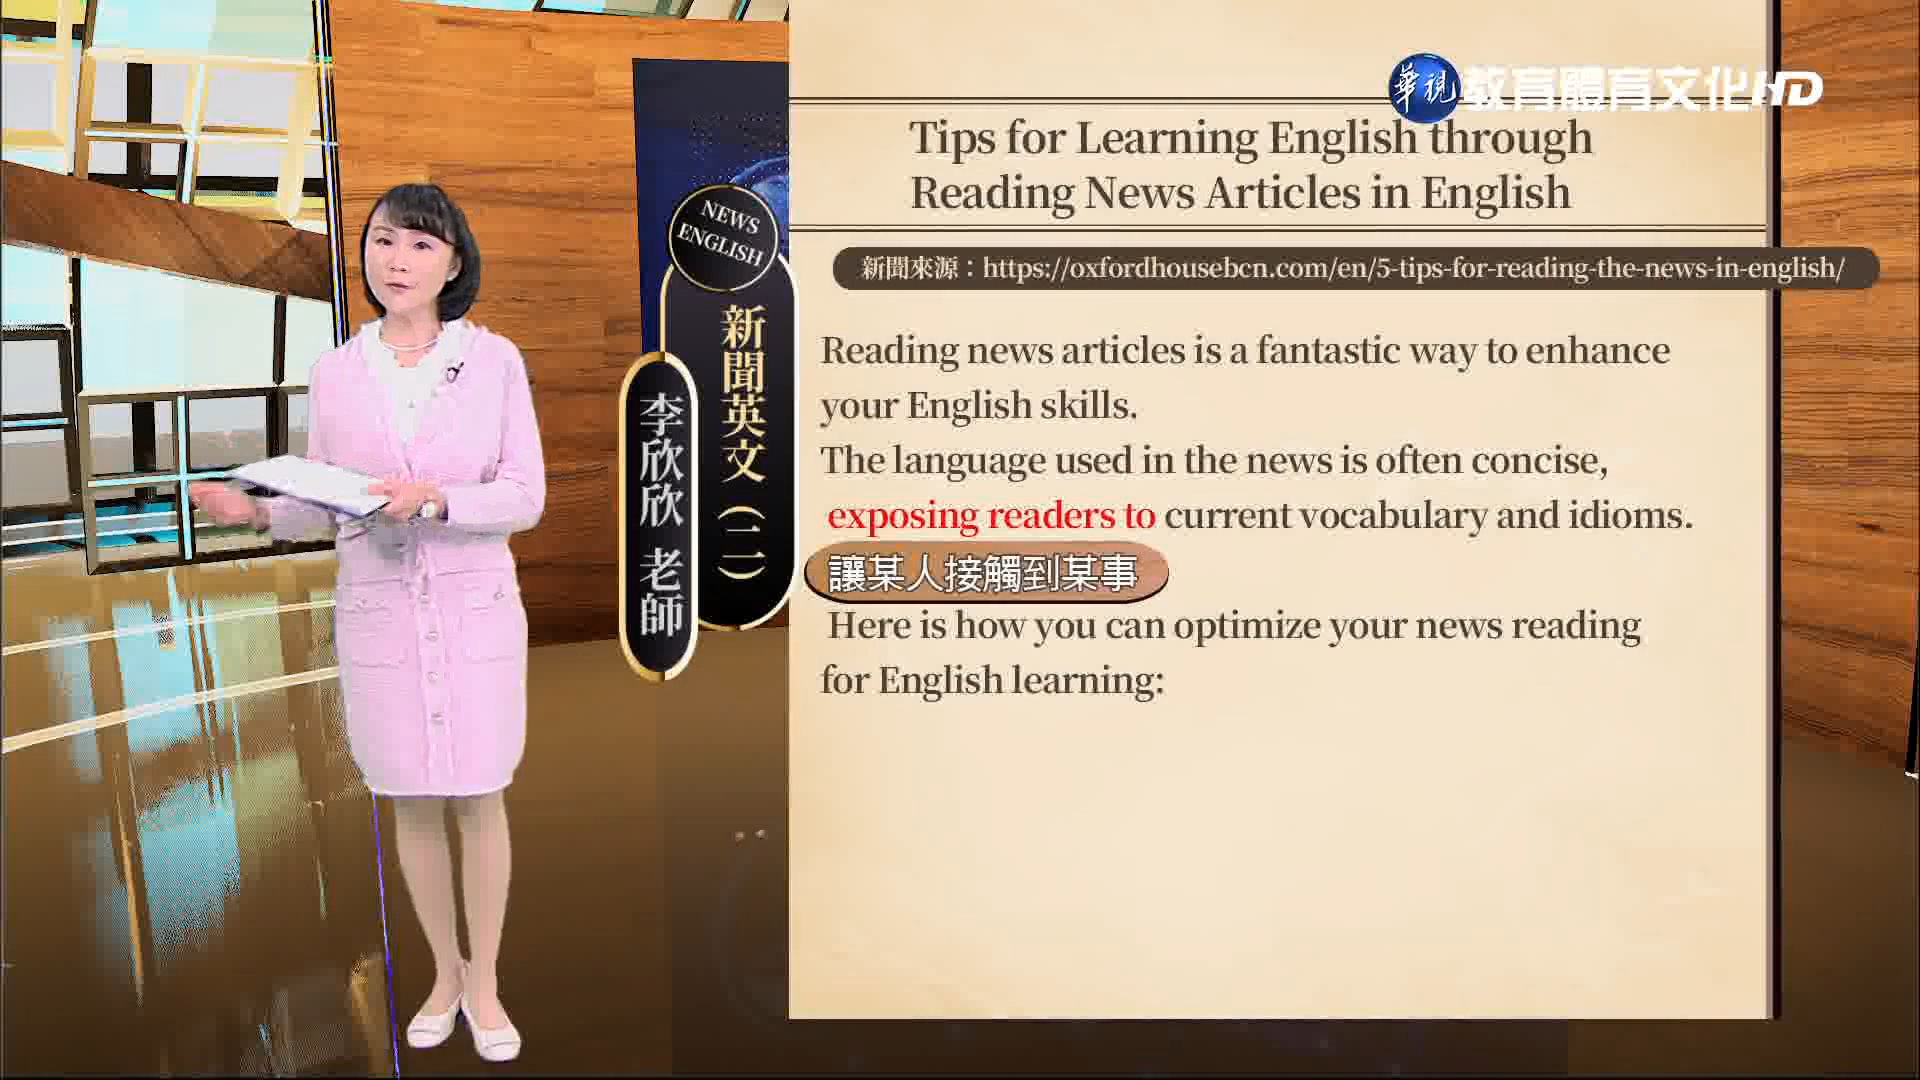 華視 教育體育文化HD
Tips for Learning English through
Reading News Articles in English
新聞來源：https://oxfordhousebcn.com/en/5-tips-for-reading-the-news-in-english/
NEWS
ENGLISH
新聞英文（二）
李欣欣 老師
Reading news articles is a fantastic way to enhance
your English skills.
The language used in the news is often concise,
exposing readers to current vocabulary and idioms.
讓某人接觸到某事
Here is how you can optimize your news reading
for English learning: